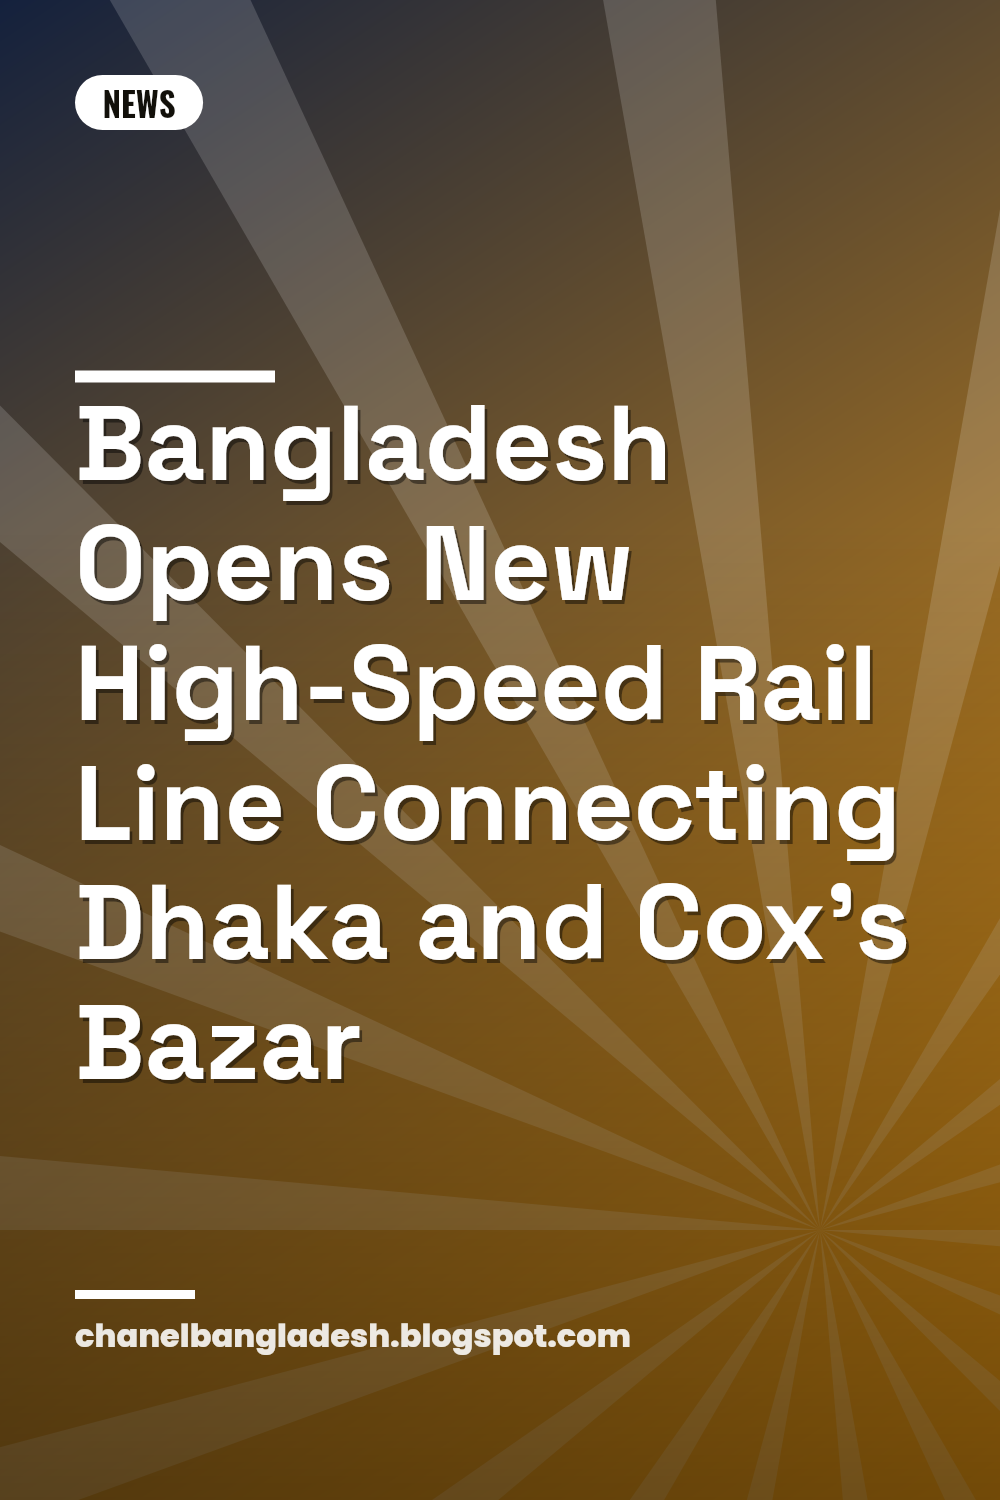 NEWS
Bangladesh
Opens New
High-Speed Rail
Line Connecting
Dhaka and Cox’s
Bazar
chanelbangladesh.blogspot.com